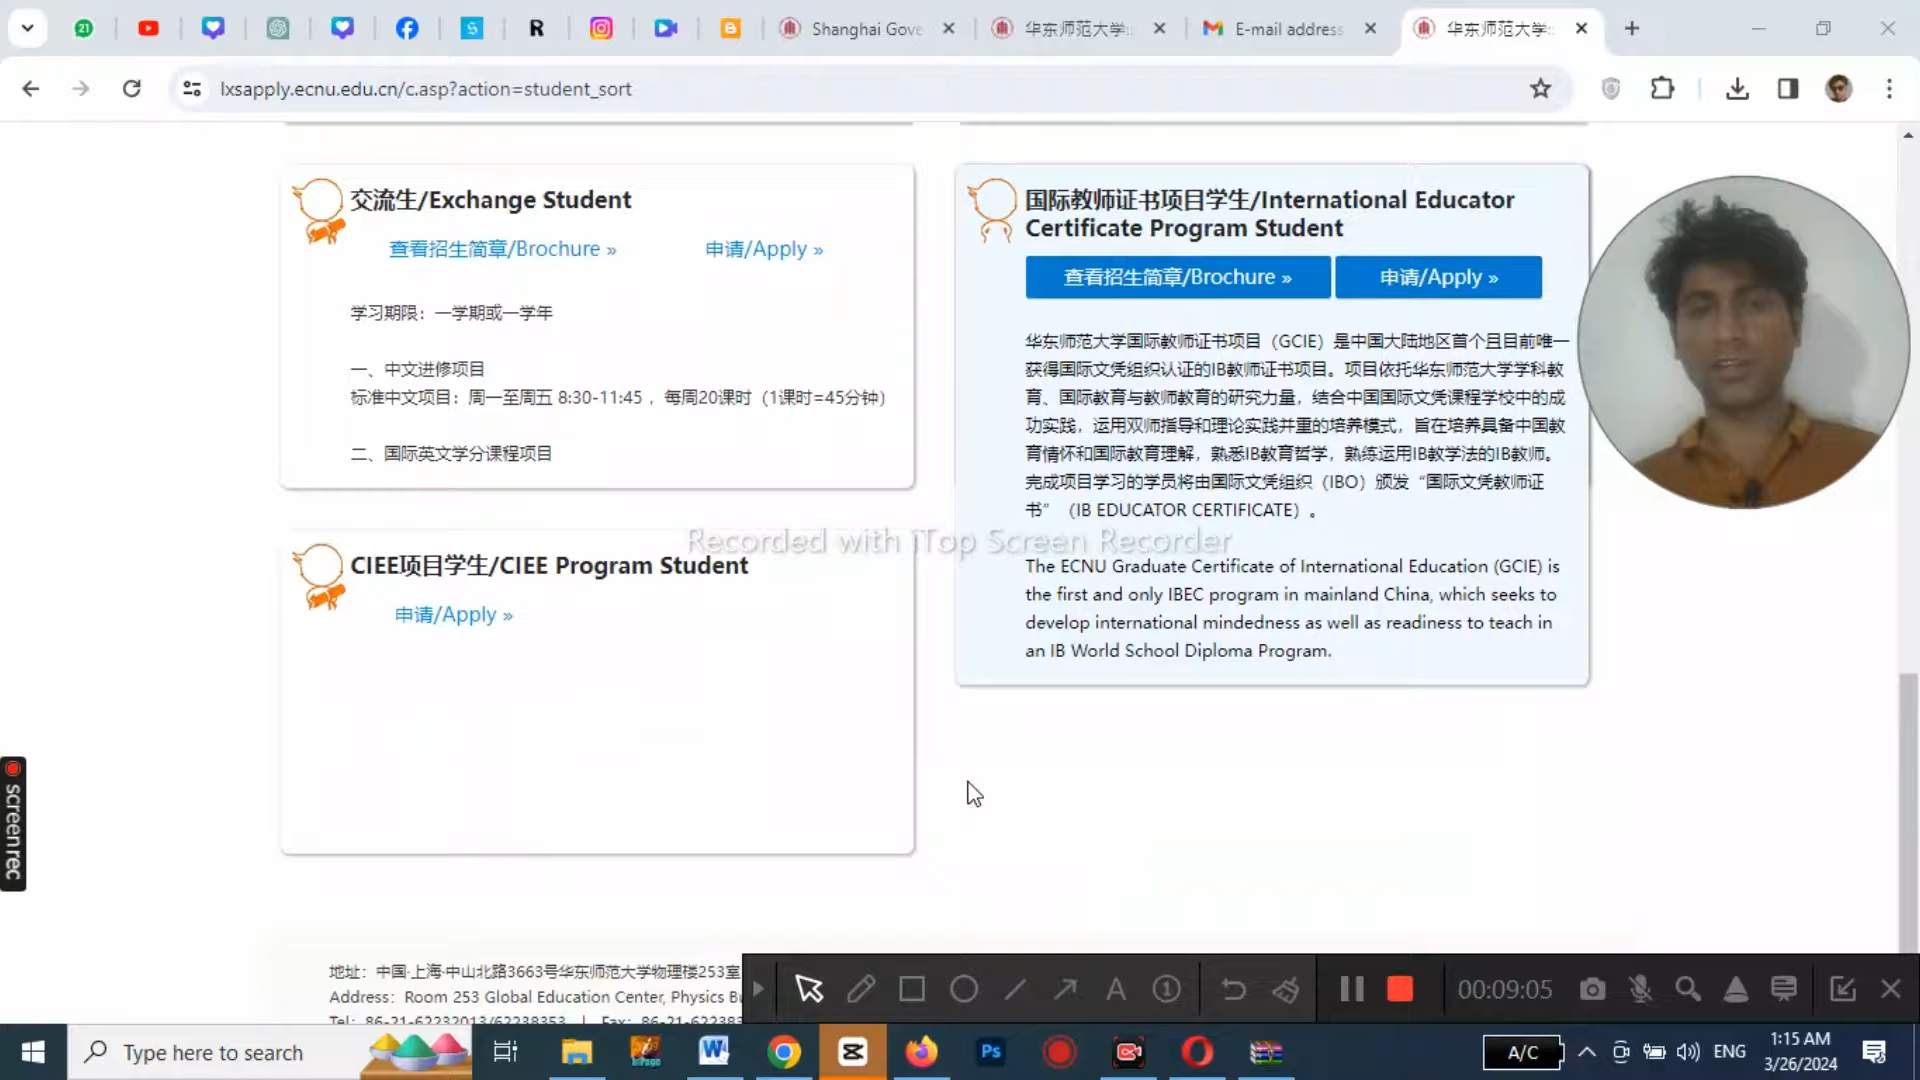 21
Shanghai Gove
华东师范大学:
E-mail address
华东师范大学:
lxsapply.ecnu.edu.cn/c.asp?action=student_sort
交流生/Exchange Student
查看招生简章/Brochure »
申请/Apply »
学习期限：一学期或一学年
一、中文进修项目
标准中文项目：周一至周五 8:30-11:45 ，每周20课时（1课时=45分钟）
二、国际英文学分课程项目
国际教师证书项目学生/International Educator
Certificate Program Student
查看招生简章/Brochure »
申请/Apply »
华东师范大学国际教师证书项目（GCIE）是中国大陆地区首个且目前唯一
获得国际文凭组织认证的IB教师证书项目。项目依托华东师范大学学科教
育、国际教育与教师教育的研究力量，结合中国国际文凭课程学校中的成
功实践，运用双师指导和理论实践并重的培养模式，旨在培养具备中国教
育情怀和国际教育理解，熟悉IB教育哲学，熟练运用IB教学法的IB教师。
完成项目学习的学员将由国际文凭组织（IBO）颁发“国际文凭教师证
书”（IB EDUCATOR CERTIFICATE）。
The ECNU Graduate Certificate of International Education (GCIE) is
the first and only IBEC program in mainland China, which seeks to
develop international mindedness as well as readiness to teach in
an IB World School Diploma Program.
Recorded with iTop Screen Recorder
CIEE项目学生/CIEE Program Student
申请/Apply »
screenrec
地址：中国·上海·中山北路3663号华东师范大学物理楼253室
Address：Room 253 Global Education Center, Physics Bu
Tel：86-21-62232013/62238353 | Fax：86-21-622383
00:09:05
Type here to search
Ps
A/C
ENG
1:15 AM
3/26/2024